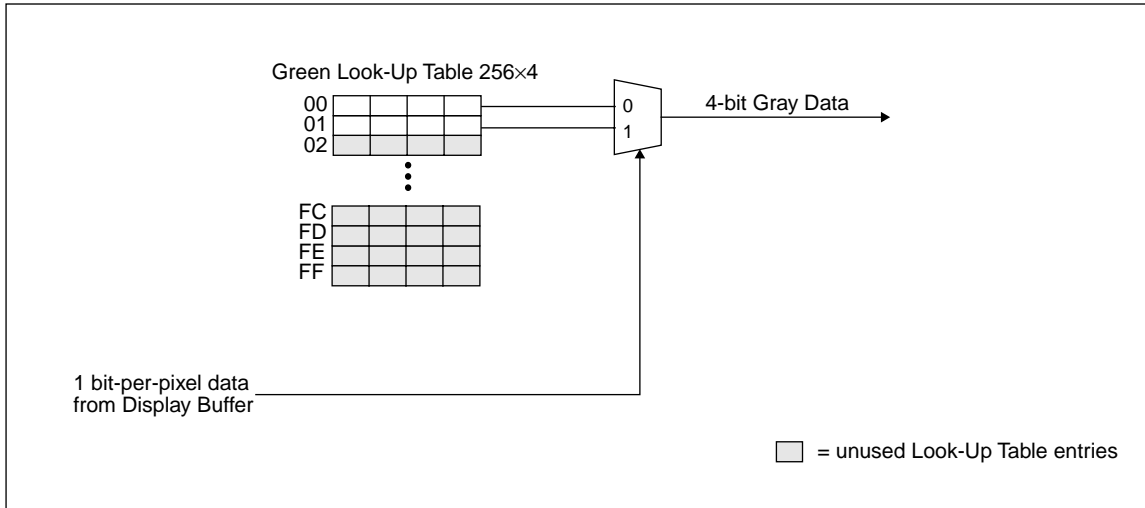 Green Look-Up Table 256×4
00
01
02
FC
FD
FE
FF
0
1
4-bit Gray Data
1 bit-per-pixel data
from Display Buffer
= unused Look-Up Table entries